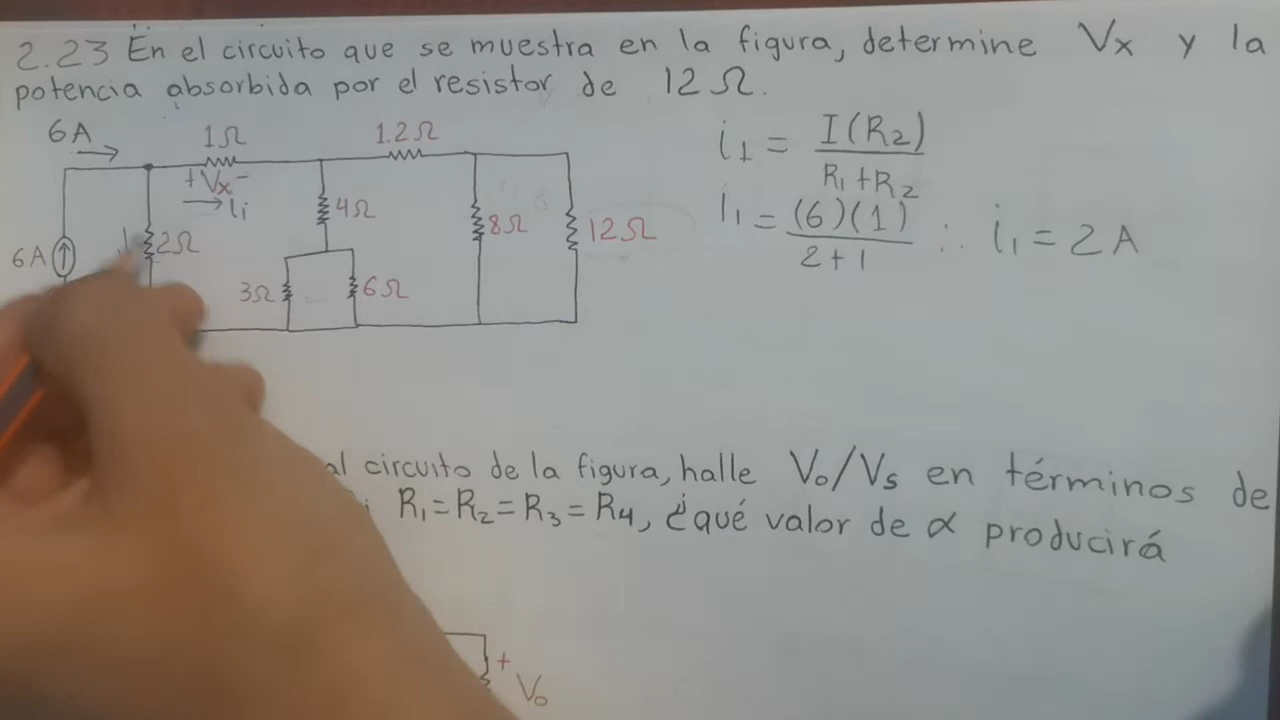 2.23 En el circuito que se muestra en la figura, determine Vx y la
potencia absorbida por el resistor de 12Ω.
6A
1Ω
1.2Ω
+Vx-
ii
4Ω
2Ω
6A
8Ω
12Ω
3Ω
6Ω
i1 = I(R2)
R1+R2
i1 = (6)(1) ∴ i1 = 2A
2+1
al circuito de la figura, halle Vo/Vs en términos de
R1=R2=R3=R4, ¿qué valor de α producirá
+
Vo